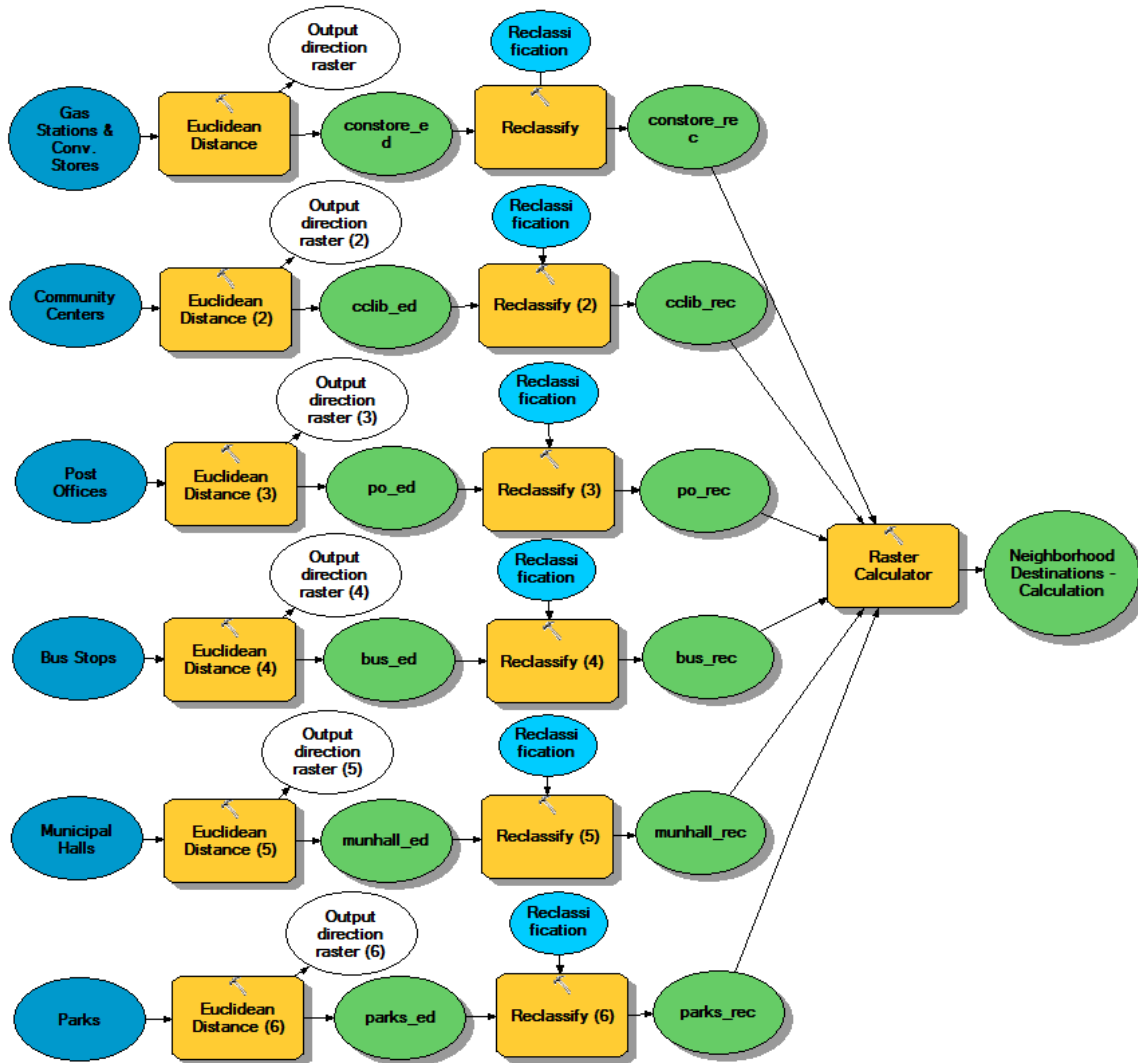 Output
direction
raster
Reclassi
fication
Gas
Stations &
Conv.
Stores
Euclidean
Distance
constore_e
d
Reclassify
constore_re
c
Output
direction
raster (2)
Reclassi
fication
Community
Centers
Euclidean
Distance (2)
cclib_ed
Reclassify (2)
cclib_rec
Output
direction
raster (3)
Reclassi
fication
Post
Offices
Euclidean
Distance (3)
po_ed
Reclassify (3)
po_rec
Raster
Calculator
Neighborhood
Destinations -
Calculation
Output
direction
raster (4)
Reclassi
fication
Bus Stops
Euclidean
Distance (4)
bus_ed
Reclassify (4)
bus_rec
Output
direction
raster (5)
Reclassi
fication
Municipal
Halls
Euclidean
Distance (5)
munhall_ed
Reclassify (5)
munhall_rec
Output
direction
raster (6)
Reclassi
fication
Parks
Euclidean
Distance (6)
parks_ed
Reclassify (6)
parks_rec